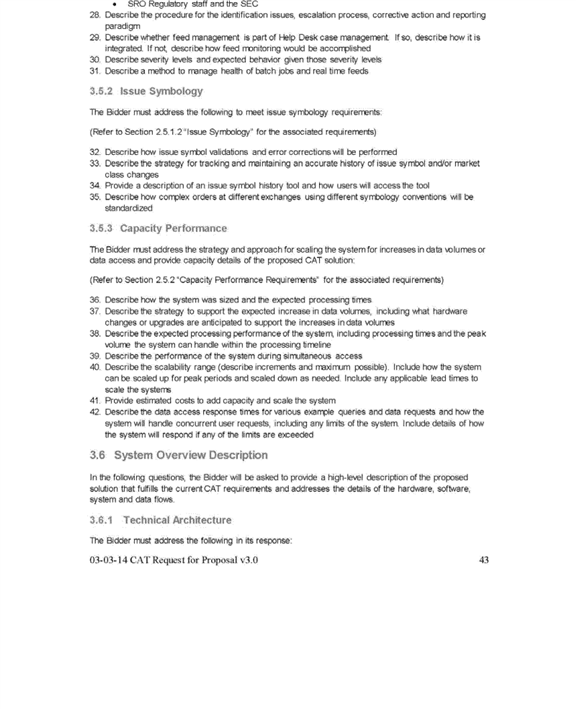 • SRO Regulatory staff and the SEC
28. Describe the procedure for the identification issues, escalation process, corrective action and reporting
paradigm
29. Describe whether feed management is part of Help Desk case management. If so, describe how it is
integrated. If not, describe how feed monitoring would be accomplished
30. Describe severity levels and expected behavior given those severity levels
31. Describe a method to manage health of batch jobs and real time feeds
3.5.2 Issue Symbology
The Bidder must address the following to meet issue symbology requirements:
(Refer to Section 2.5.1.2 "Issue Symbology" for the associated requirements)
32. Describe how issue symbol validations and error corrections will be performed
33. Describe the strategy for tracking and maintaining an accurate history of issue symbol and/or market
class changes
34. Provide a description of an issue symbol history tool and how users will access the tool
35. Describe how complex orders at different exchanges using different symbology conventions will be
standardized
3.5.3 Capacity Performance
The Bidder must address the strategy and approach for scaling the system for increases in data volumes or
data access and provide capacity details of the proposed CAT solution:
(Refer to Section 2.5.2 "Capacity Performance Requirements" for the associated requirements)
36. Describe how the system was sized and the expected processing times.
37. Describe the strategy to support the expected increase in data volumes, including what hardware
changes or upgrades are anticipated to support the increases in data volumes
38. Describe the expected processing performance of the system, including processing times and the peak
volume the system can handle within the processing timeline
39. Describe the performance of the system during simultaneous access
40. Describe the scalability range (describe increments and maximum possible). Include how the system
can be scaled up for peak periods and scaled down as needed. Include any applicable lead times to
scale the systems
41. Provide estimated costs to add capacity and scale the system
42. Describe the data access response times for various example queries and data requests and how the
system will handle concurrent user requests, including any limits of the system. Include details of how
the system will respond if any of the limits are exceeded
3.6 System Overview Description
In the following questions, the Bidder will be asked to provide a high-level description of the proposed
solution that fulfills the current CAT requirements and addresses the details of the hardware, software,
system and data flows.
3.6.1 Technical Architecture
The Bidder must address the following in its response:
03-03-14 CAT Request for Proposal v3.0 43